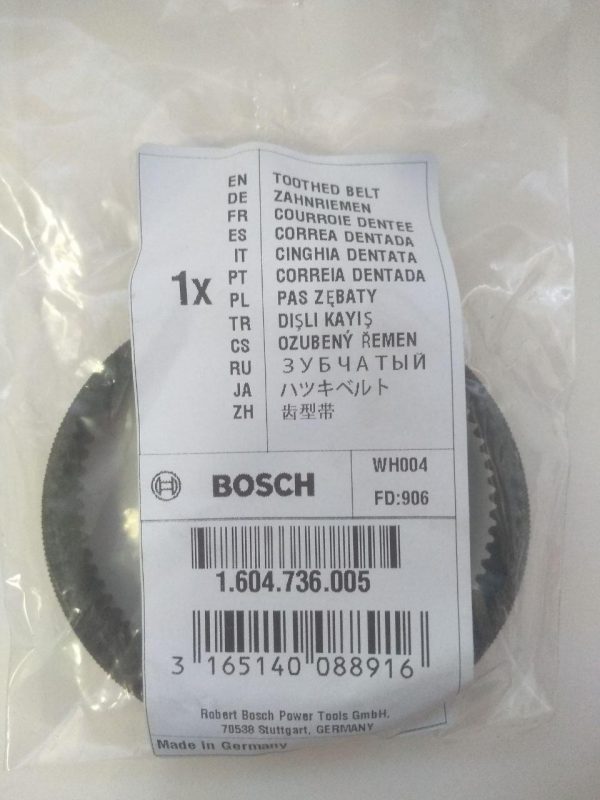 1x
EN TOOTHED BELT
DE ZAHNRIEMEN
FR COURROIE DENTEE
ES CORREA DENTADA
IT CINGHIA DENTATA
PT CORREIA DENTADA
PL PAS ZĘBATY
TR DIŞLI KAYIŞ
CS OZUBENÝ ŘEMEN
RU ЗУБЧАТЫЙ
JA ハツキベルト
ZH 齿型带
BOSCH
WH004
FD:906
1.604.736.005
3 165140 088916
Robert Bosch Power Tools GmbH.
70538 Stuttgart, GERMANY
Made in Germany